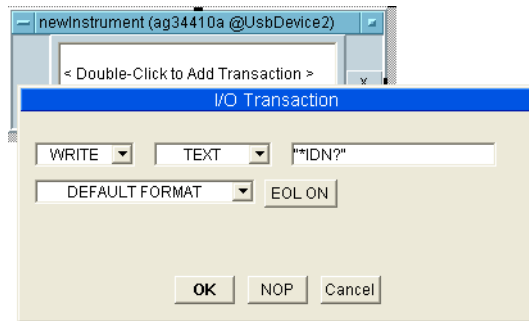 newInstrument (ag34410a @UsbDevice2)
< Double-Click to Add Transaction >
X
I/O Transaction
WRITE TEXT "*IDN?"
DEFAULT FORMAT EOL ON
OK NOP Cancel